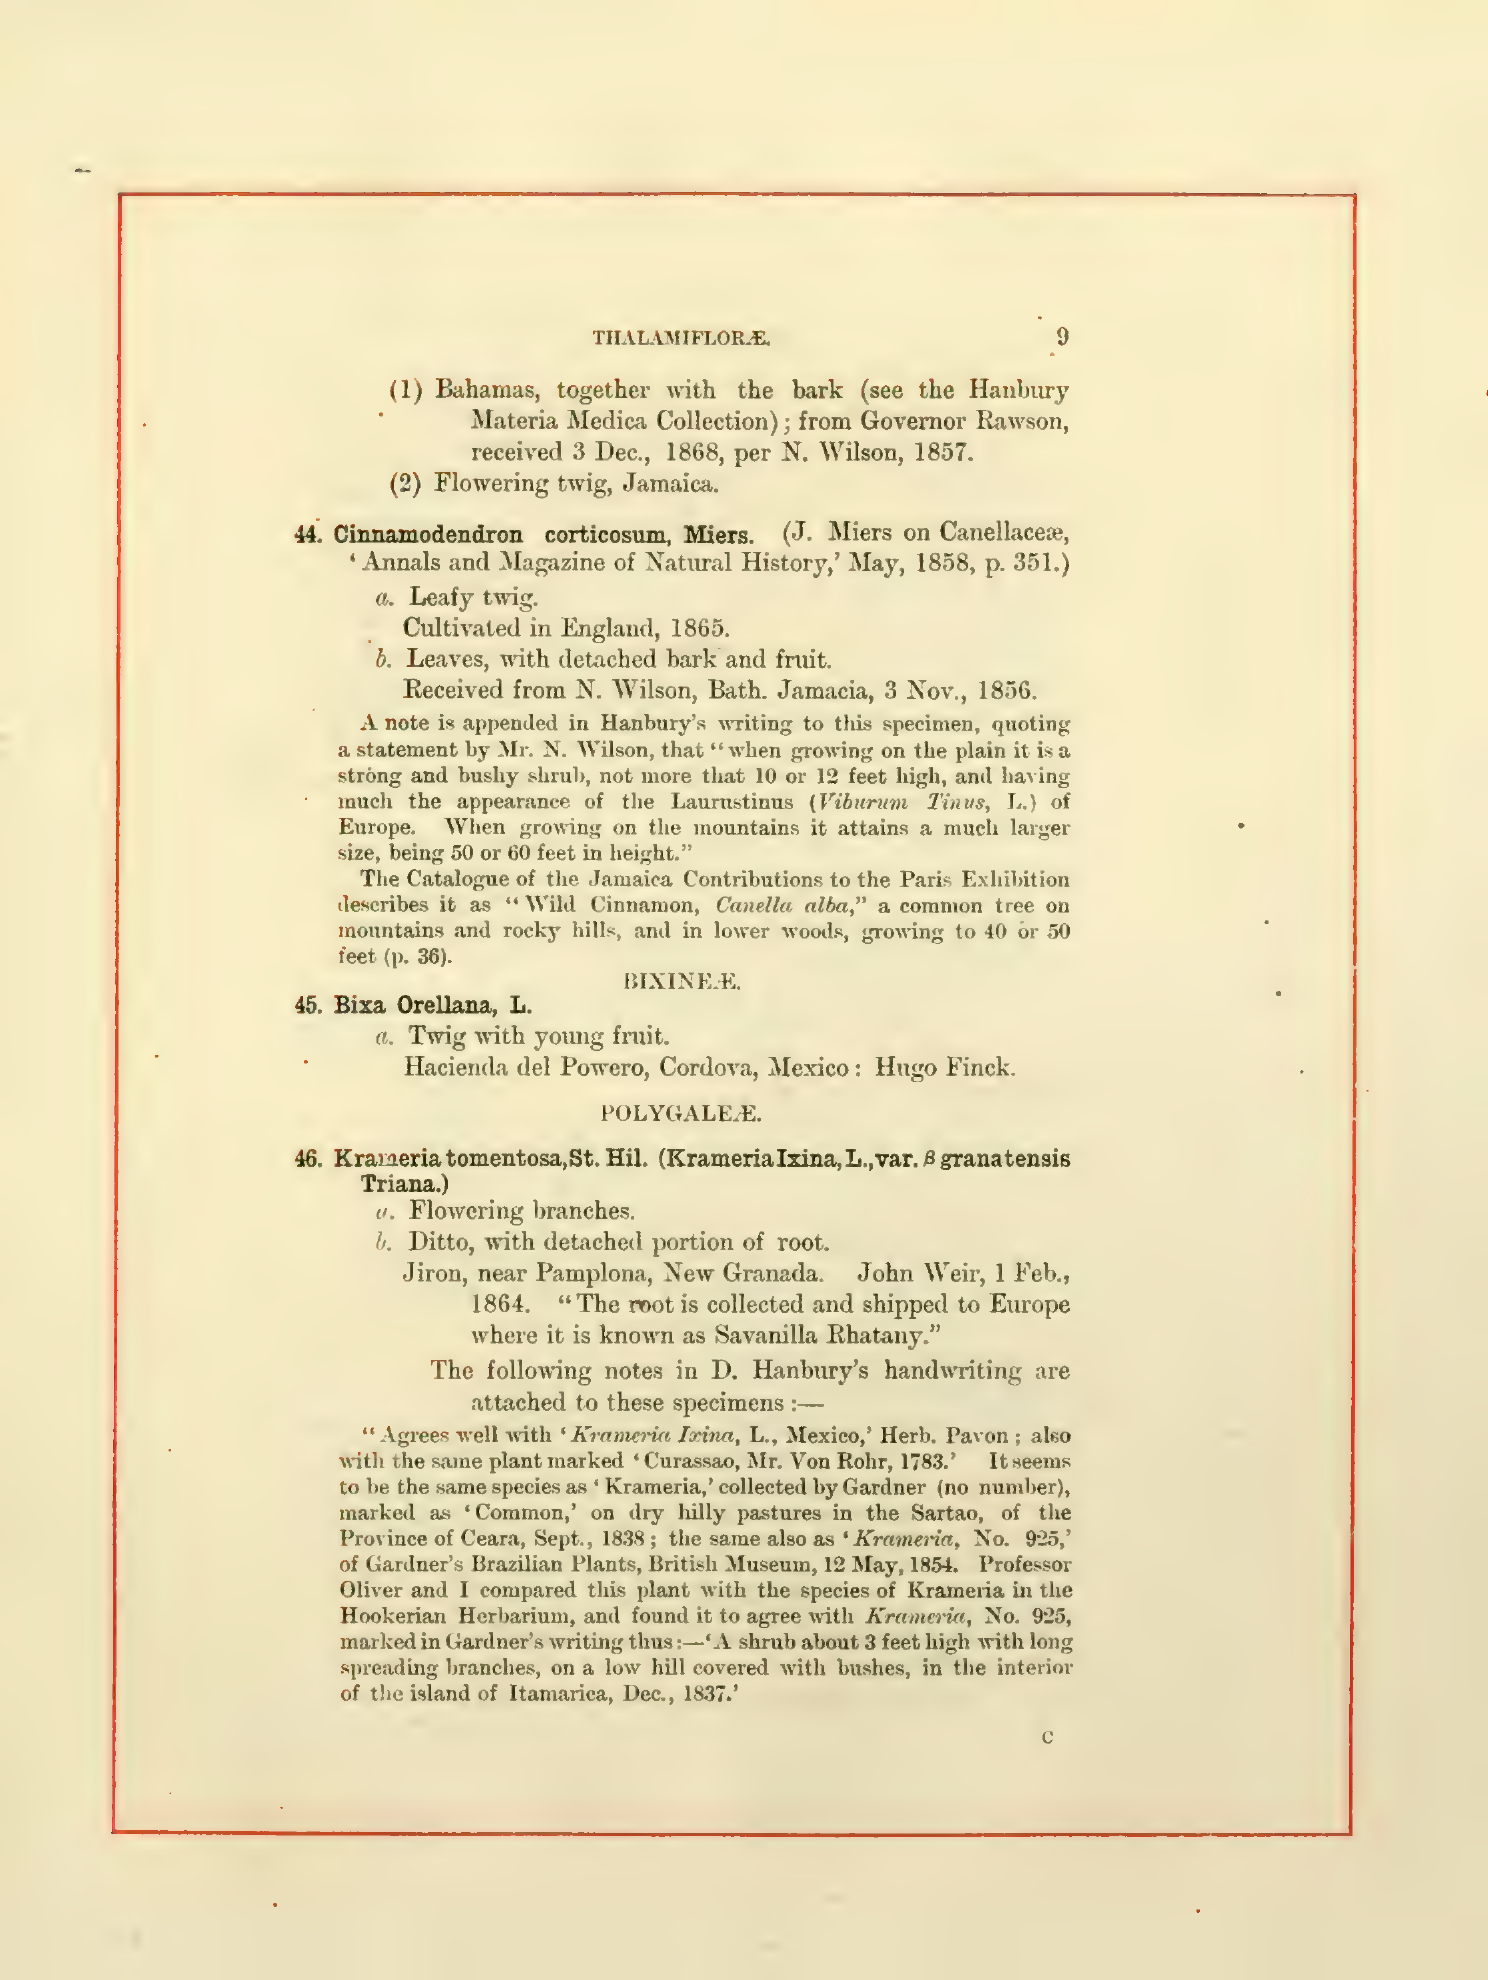 THALAMIFLORÆ. 9
(1) Bahamas, together with the bark (see the Hanbury
Materia Medica Collection); from Governor Rawson,
received 3 Dec., 1868, per N. Wilson, 1857.
(2) Flowering twig, Jamaica.
44. Cinnamodendron corticosum, Miers. (J. Miers on Canellaceæ,
‘Annals and Magazine of Natural History,’ May, 1858, p. 351.)
a. Leafy twig.
Cultivated in England, 1865.
b. Leaves, with detached bark and fruit.
Received from N. Wilson, Bath. Jamacia, 3 Nov., 1856.
A note is appended in Hanbury’s writing to this specimen, quoting
a statement by Mr. N. Wilson, that “when growing on the plain it is a
strong and bushy shrub, not more that 10 or 12 feet high, and having
much the appearance of the Laurustinus (Viburum Tinus, L.) of
Europe. When growing on the mountains it attains a much larger
size, being 50 or 60 feet in height.”
The Catalogue of the Jamaica Contributions to the Paris Exhibition
describes it as “Wild Cinnamon, Canella alba,” a common tree on
mountains and rocky hills, and in lower woods, growing to 40 or 50
feet (p. 36).
BIXINEÆ.
45. Bixa Orellana, L.
a. Twig with young fruit.
Hacienda del Powero, Cordova, Mexico: Hugo Finck.
POLYGALEÆ.
46. Krameria tomentosa, St. Hil. (Krameria Ixina, L., var. β granatensis
Triana.)
a. Flowering branches.
b. Ditto, with detached portion of root.
Jiron, near Pamplona, New Granada. John Weir, 1 Feb.,
1864. “The root is collected and shipped to Europe
where it is known as Savanilla Rhatany.”
The following notes in D. Hanbury’s handwriting are
attached to these specimens:—
“Agrees well with ‘Krameria Ixina, L., Mexico,’ Herb. Pavon; also
with the same plant marked ‘Curassao, Mr. Von Rohr, 1783.’ It seems
to be the same species as ‘Krameria,’ collected by Gardner (no number),
marked as ‘Common,’ on dry hilly pastures in the Sartao, of the
Province of Ceara, Sept., 1838; the same also as ‘Krameria, No. 925,’
of Gardner’s Brazilian Plants, British Museum, 12 May, 1854. Professor
Oliver and I compared this plant with the species of Krameria in the
Hookerian Herbarium, and found it to agree with Krameria, No. 925,
marked in Gardner’s writing thus:—‘A shrub about 3 feet high with long
spreading branches, on a low hill covered with bushes, in the interior
of the island of Itamarica, Dec., 1837.’
C